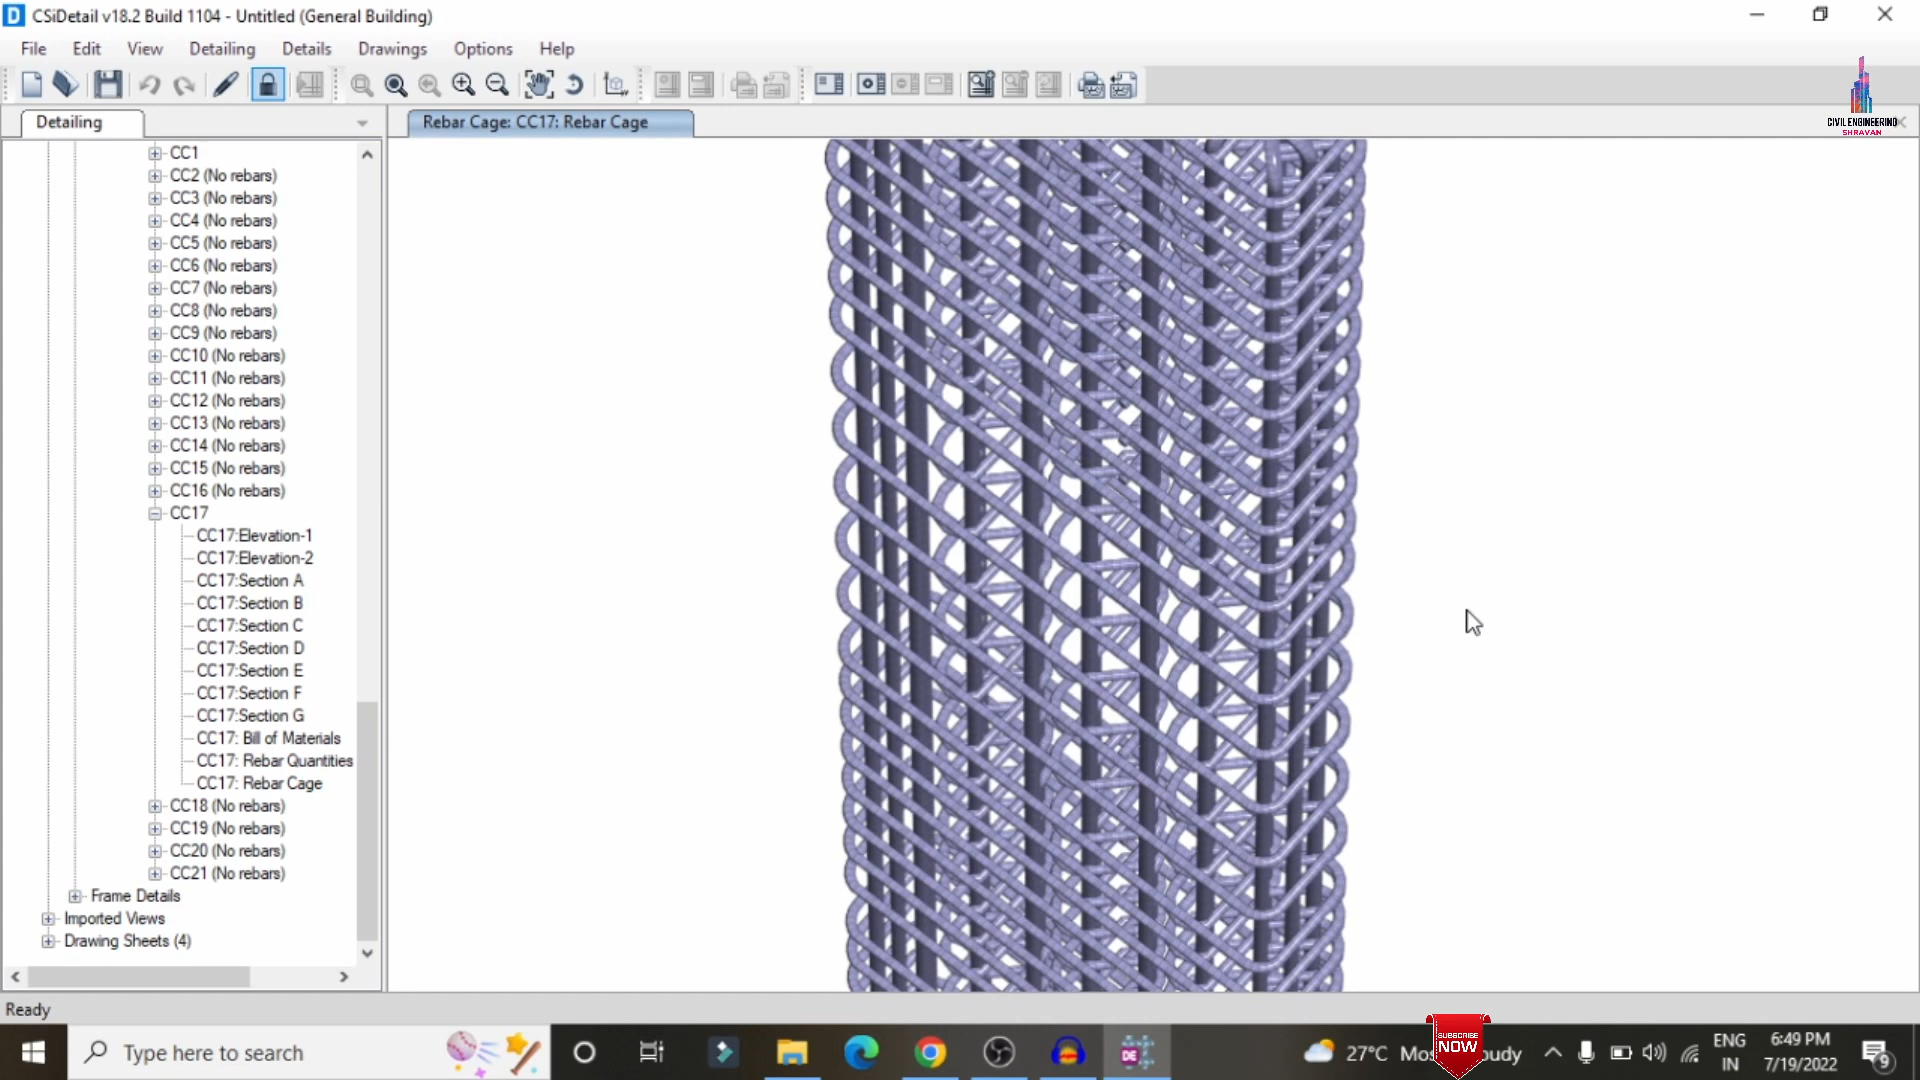 CSiDetail v18.2 Build 1104 - Untitled (General Building)
File Edit View Detailing Details Drawings Options Help
CIVIL ENGINEERING
SHRAVAN
Detailing
Rebar Cage: CC17: Rebar Cage
CC1
CC2 (No rebars)
CC3 (No rebars)
CC4 (No rebars)
CC5 (No rebars)
CC6 (No rebars)
CC7 (No rebars)
CC8 (No rebars)
CC9 (No rebars)
CC10 (No rebars)
CC11 (No rebars)
CC12 (No rebars)
CC13 (No rebars)
CC14 (No rebars)
CC15 (No rebars)
CC16 (No rebars)
CC17
CC17:Elevation-1
CC17:Elevation-2
CC17:Section A
CC17:Section B
CC17:Section C
CC17:Section D
CC17:Section E
CC17:Section F
CC17:Section G
CC17: Bill of Materials
CC17: Rebar Quantities
CC17: Rebar Cage
CC18 (No rebars)
CC19 (No rebars)
CC20 (No rebars)
CC21 (No rebars)
Frame Details
Imported Views
Drawing Sheets (4)
Ready
Type here to search
DE
27°C
SUBSCRIBE
NOW
ENG
IN
6:49 PM
7/19/2022
9